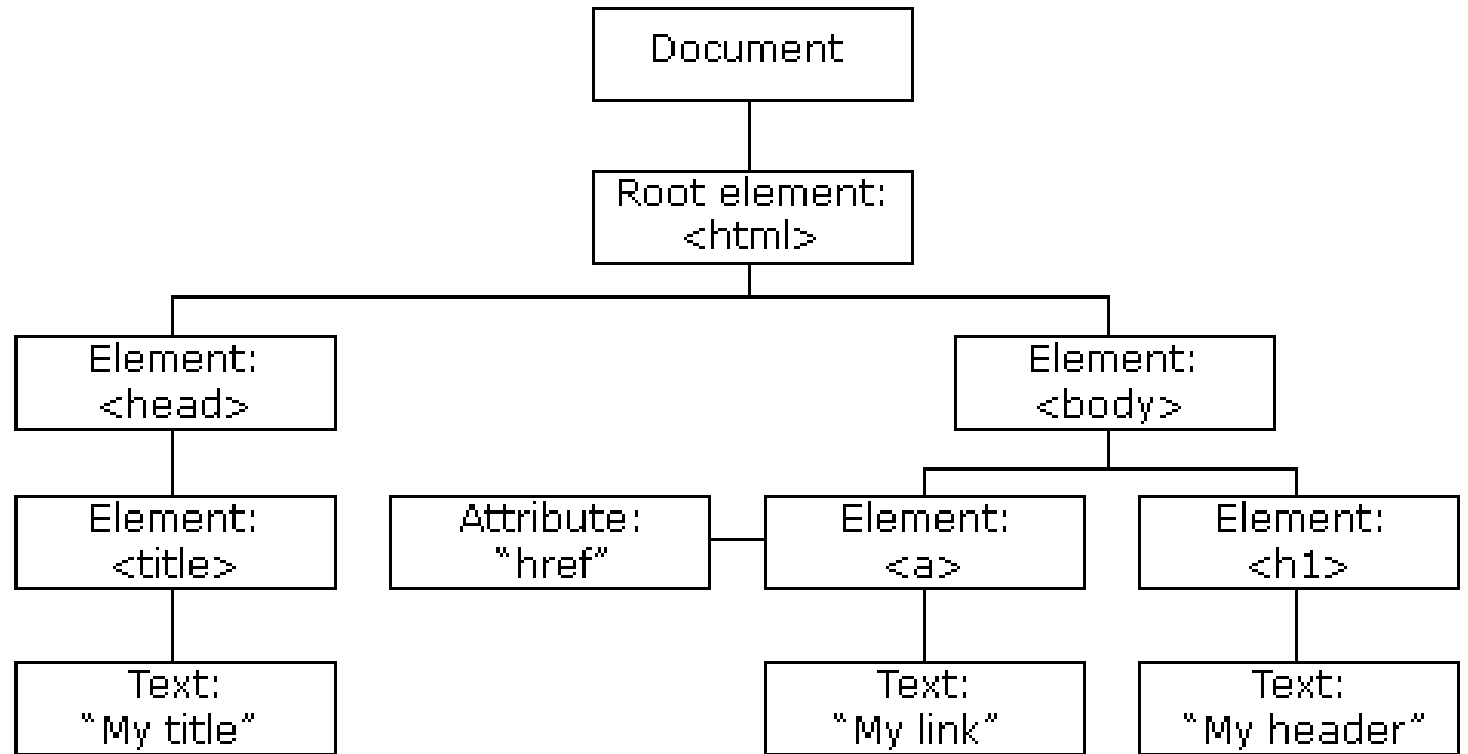 Document
Root element:
<html>
Element:
<head>
Element:
<body>
Element:
<title>
Attribute:
“href”
Element:
<a>
Element:
<h1>
Text:
“My title”
Text:
“My link”
Text:
“My header”